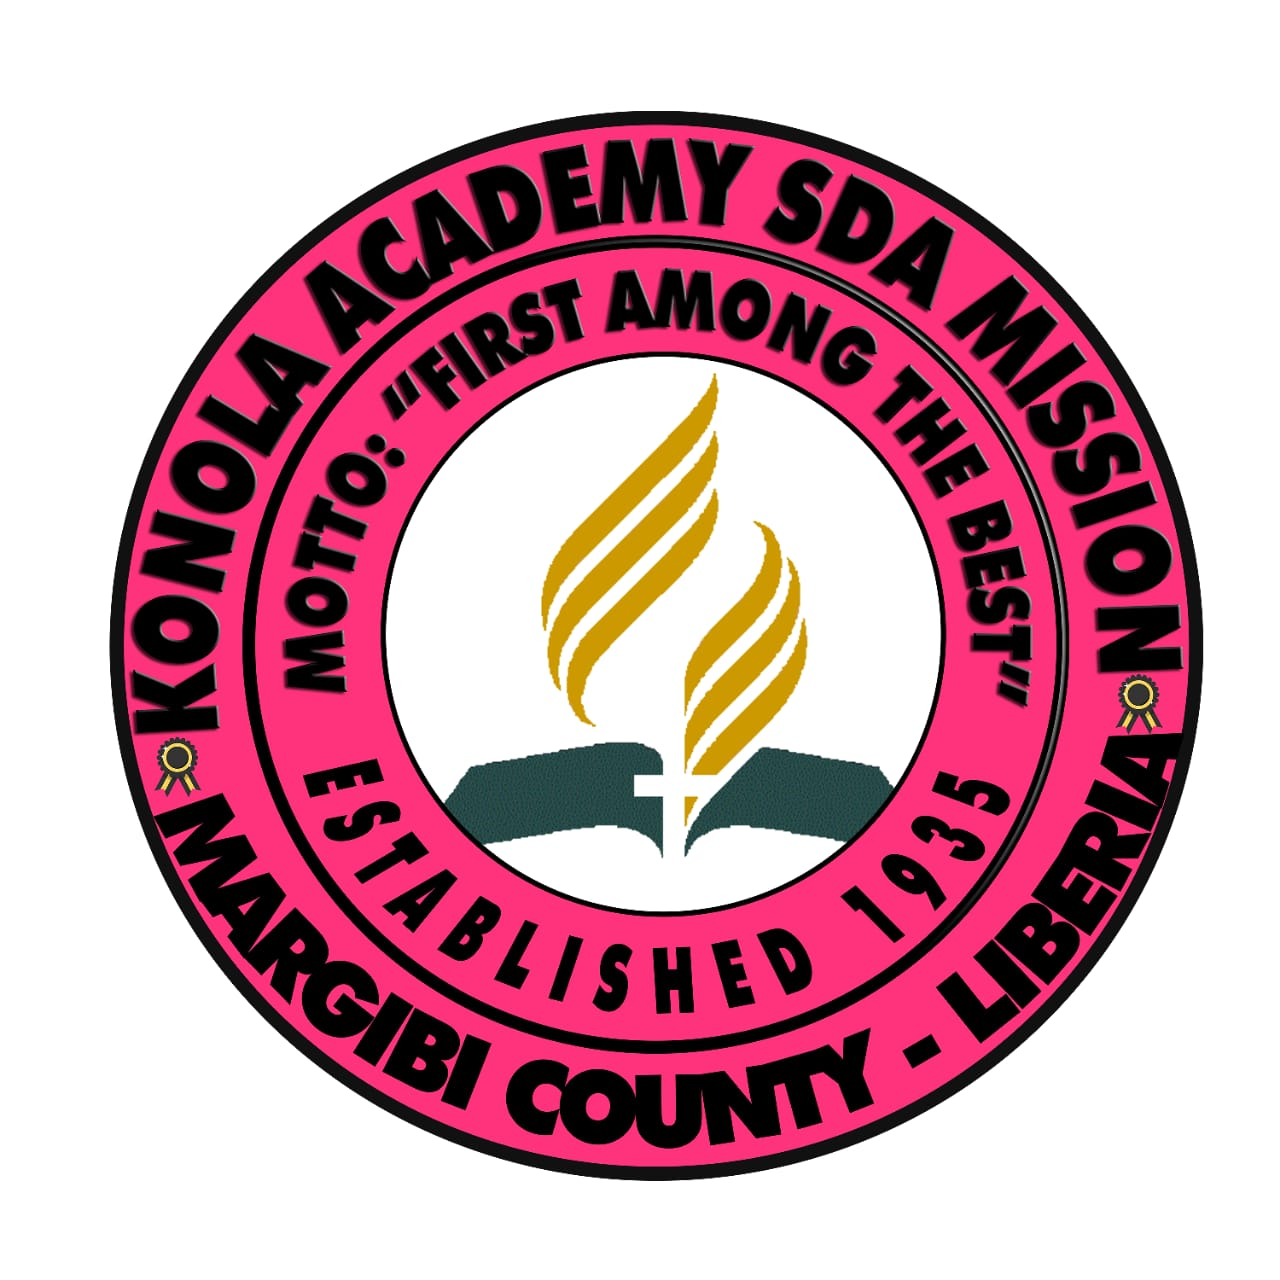 KONOLA ACADEMY SDA MISSION
MOTTO: "FIRST AMONG THE BEST"
ESTABLISHED 1935
MARGIBI COUNTY - LIBERIA